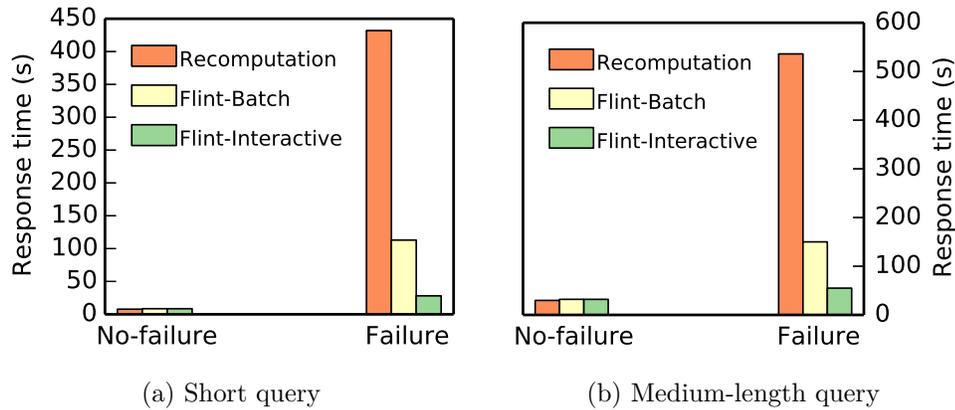 450
400
350
300
250
200
150
100
50
0
Response time (s)
Recomputation
Flint-Batch
Flint-Interactive
No-failure Failure
(a) Short query
600
500
400
300
200
100
0
Response time (s)
Recomputation
Flint-Batch
Flint-Interactive
No-failure Failure
(b) Medium-length query